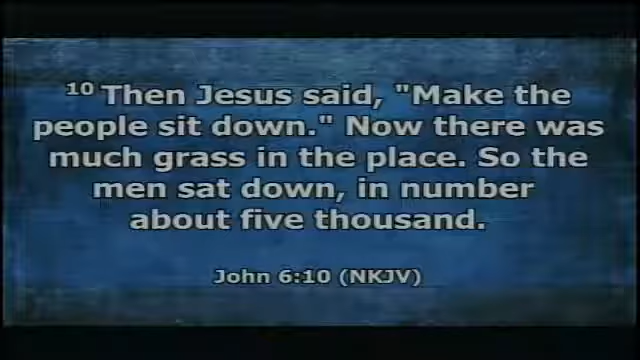 10 Then Jesus said, "Make the
people sit down." Now there was
much grass in the place. So the
men sat down, in number
about five thousand.
John 6:10 (NKJV)